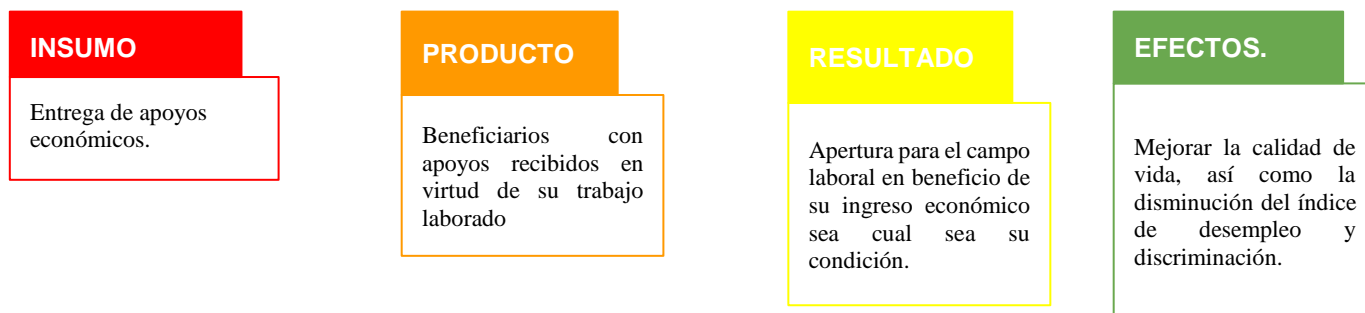 INSUMO
Entrega de apoyos
económicos.
PRODUCTO
Beneficiarios con
apoyos recibidos en
virtud de su trabajo
laborado
RESULTADO
Apertura para el campo
laboral en beneficio de
su ingreso económico
sea cual sea su
condición.
EFECTOS.
Mejorar la calidad de
vida, así como la
disminución del índice
de desempleo y
discriminación.